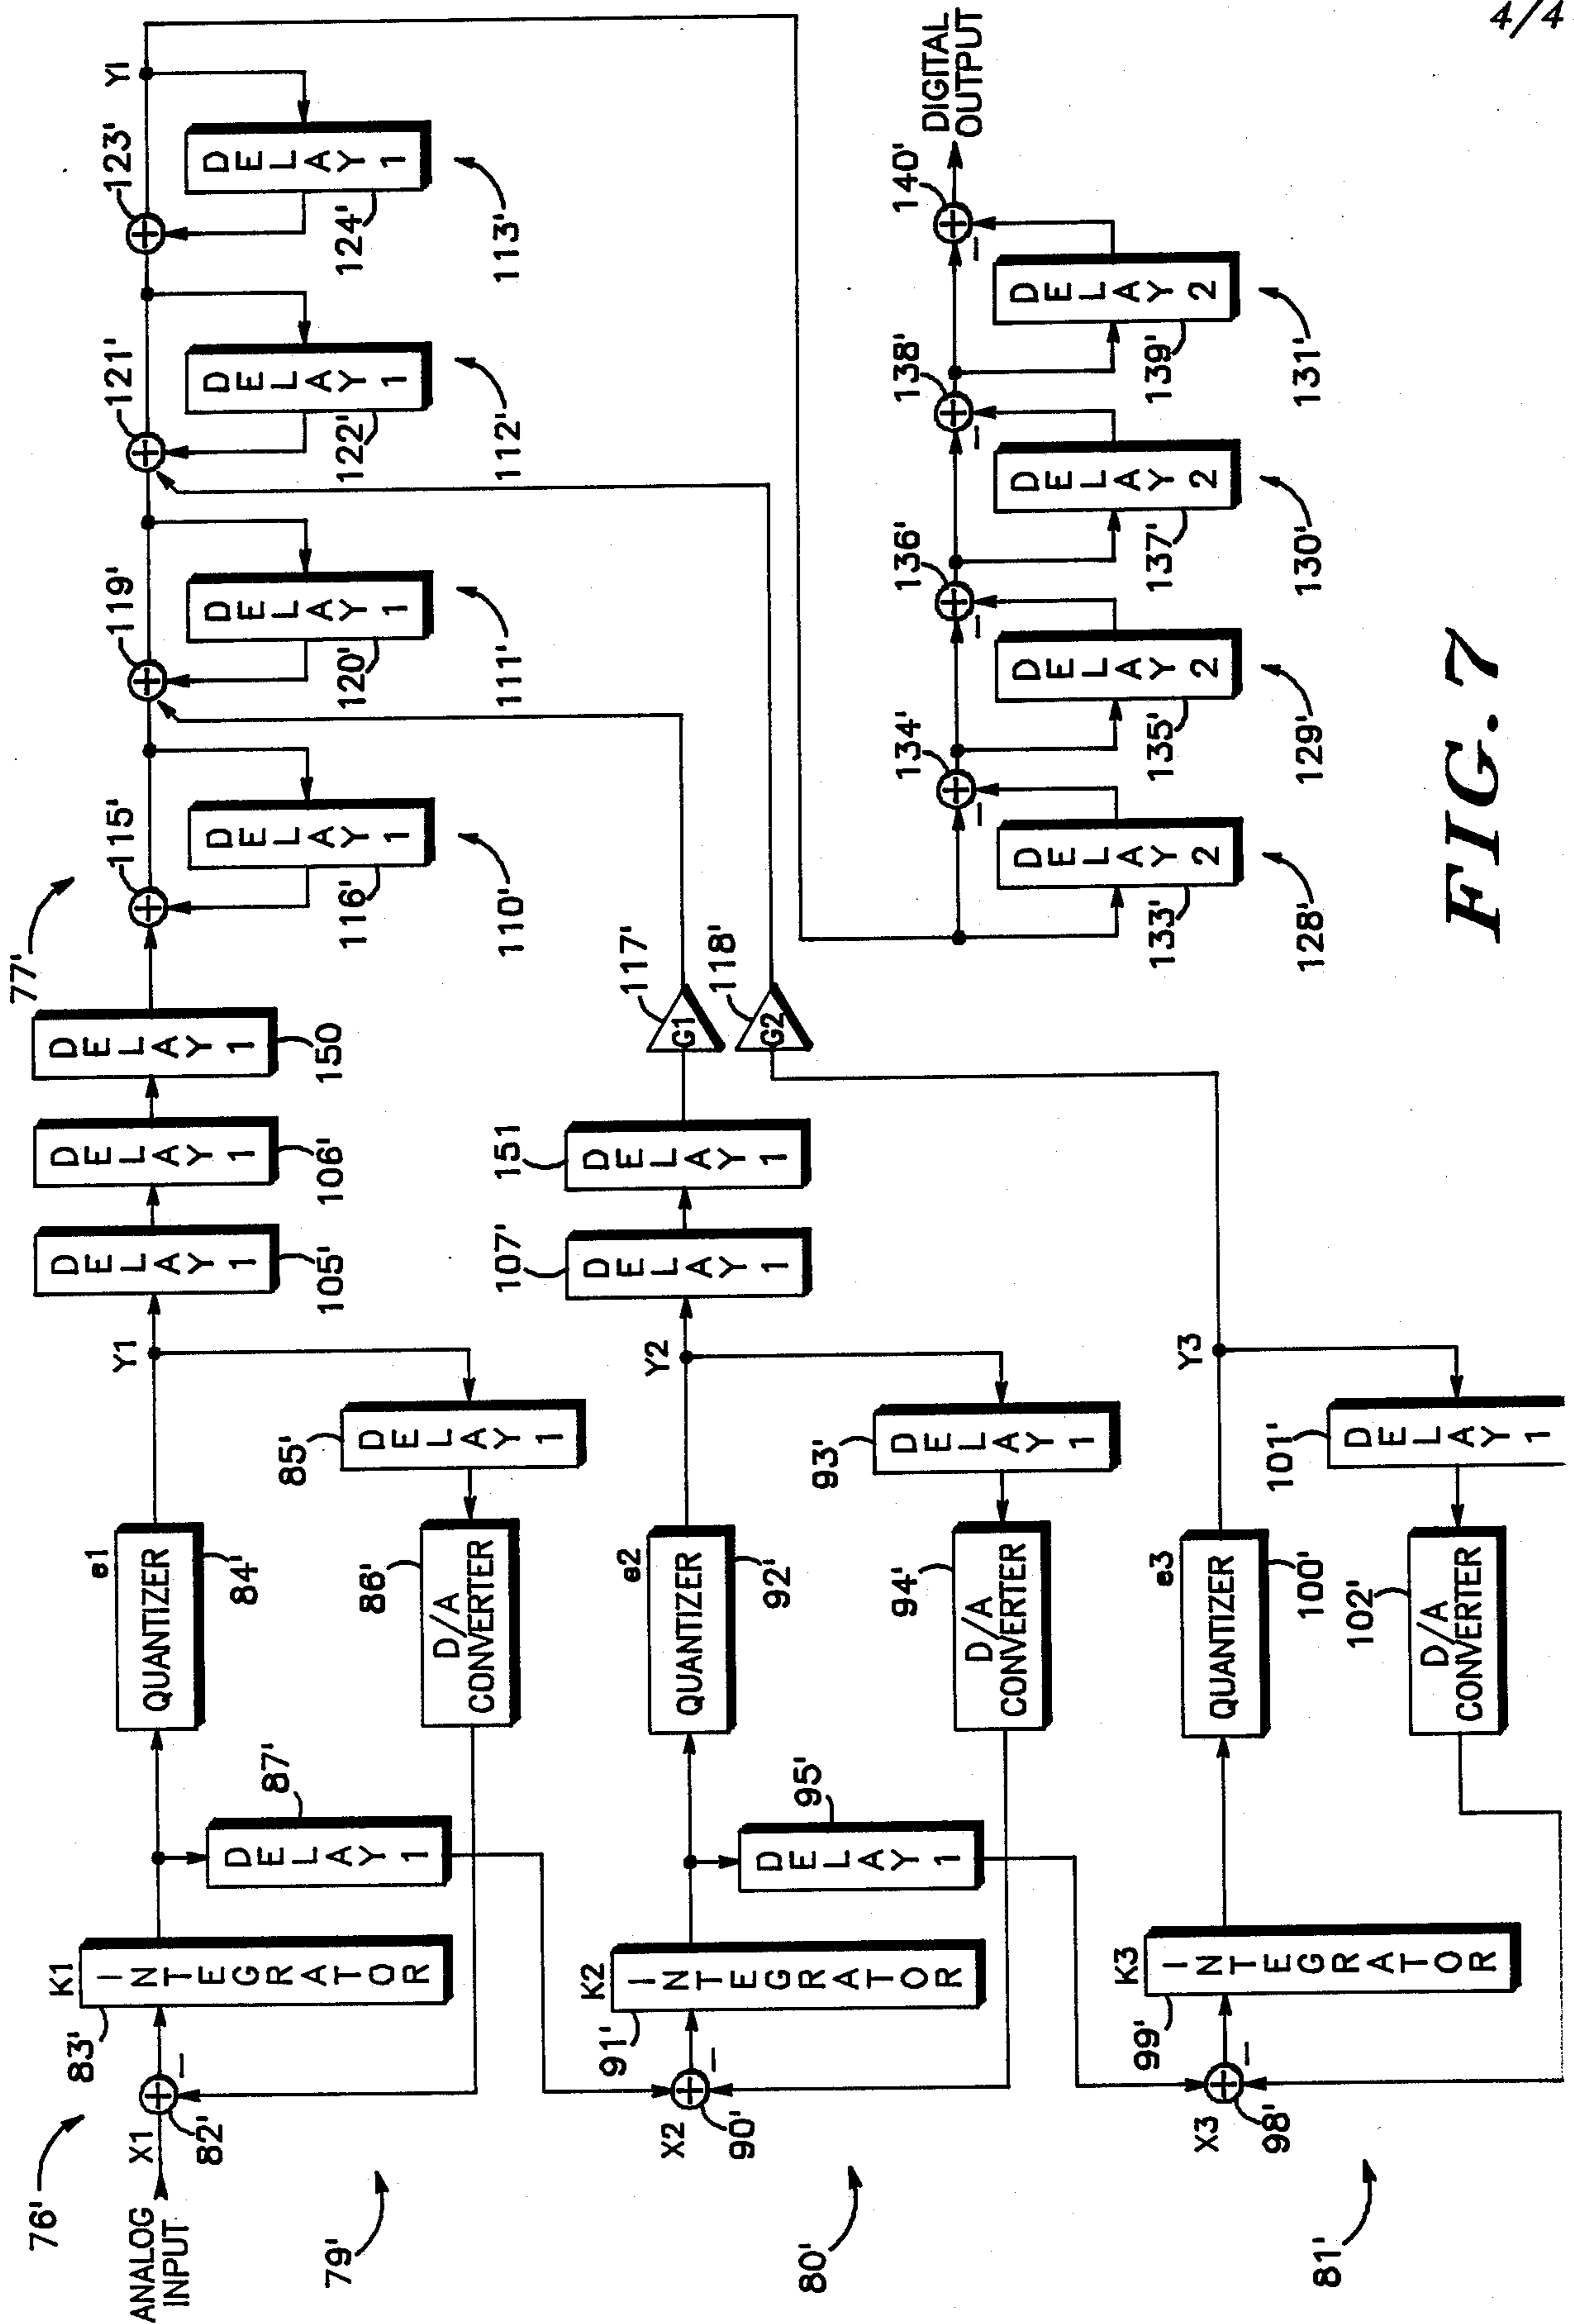 4/4
76'
ANALOG
INPUT
X1
82'
79'
83'
K1
INTEGRATOR
87'
DELAY 1
e1
QUANTIZER
84'
86'
D/A
CONVERTER
85'
DELAY 1
Y1
105'
DELAY 1
106'
DELAY 1
150
DELAY 1
77'
115'
116'
DELAY 1
110'
119'
120'
DELAY 1
111'
121'
122'
DELAY 1
112'
123'
124'
DELAY 1
113'
Y1
X2
90'
80'
91'
K2
INTEGRATOR
95'
DELAY 1
e2
QUANTIZER
92'
94'
D/A
CONVERTER
93'
DELAY 1
Y2
107'
DELAY 1
151
DELAY 1
117'
G1
118'
G2
X3
98'
81'
99'
K3
INTEGRATOR
e3
QUANTIZER
100'
102'
D/A
CONVERTER
101'
DELAY 1
Y3
133'
DELAY 2
128'
134'
135'
DELAY 2
129'
136'
137'
DELAY 2
130'
138'
139'
DELAY 2
131'
140'
DIGITAL
OUTPUT
FIG. 7